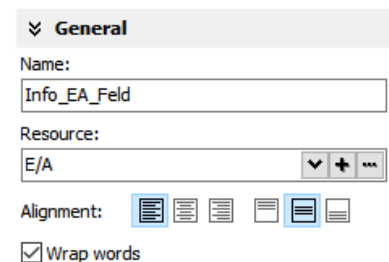 General
Name:
Info_EA_Feld
Resource:
E/A
Alignment:
Wrap words